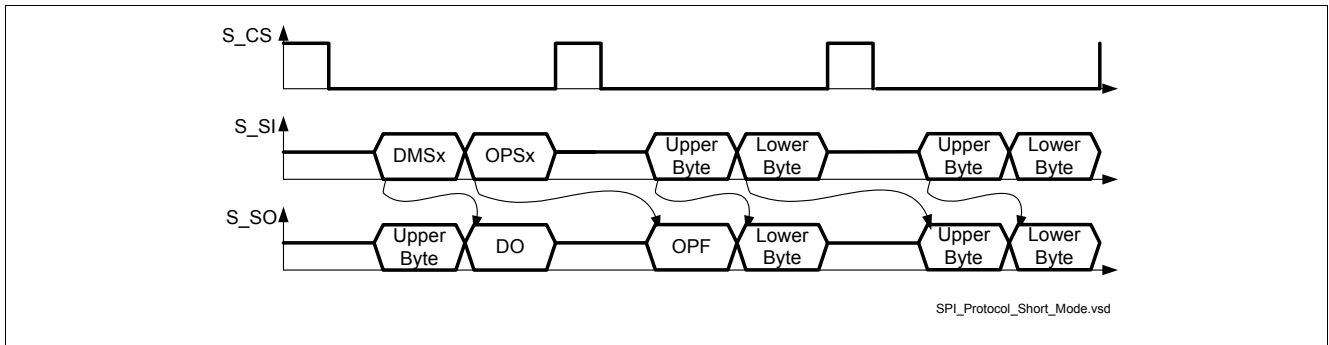 S_CS
S_SI
DMSx
OPSx
Upper
Byte
Lower
Byte
Upper
Byte
Lower
Byte
S_SO
Upper
Byte
DO
OPF
Lower
Byte
Upper
Byte
Lower
Byte
SPI_Protocol_Short_Mode.vsd